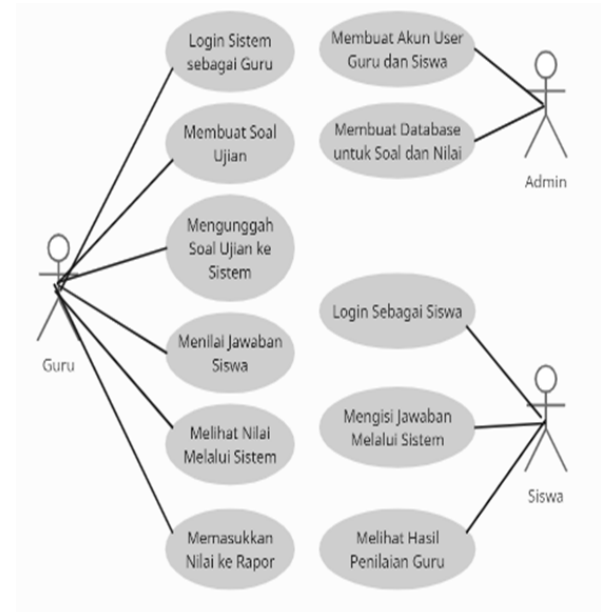 Login Sistem
sebagai Guru
Membuat Soal
Ujian
Mengunggah
Soal Ujian ke
Sistem
Menilai Jawaban
Siswa
Melihat Nilai
Melalui Sistem
Memasukkan
Nilai ke Rapor
Guru
Membuat Akun User
Guru dan Siswa
Membuat Database
untuk Soal dan Nilai
Admin
Login Sebagai Siswa
Mengisi Jawaban
Melalui Sistem
Melihat Hasil
Penilaian Guru
Siswa